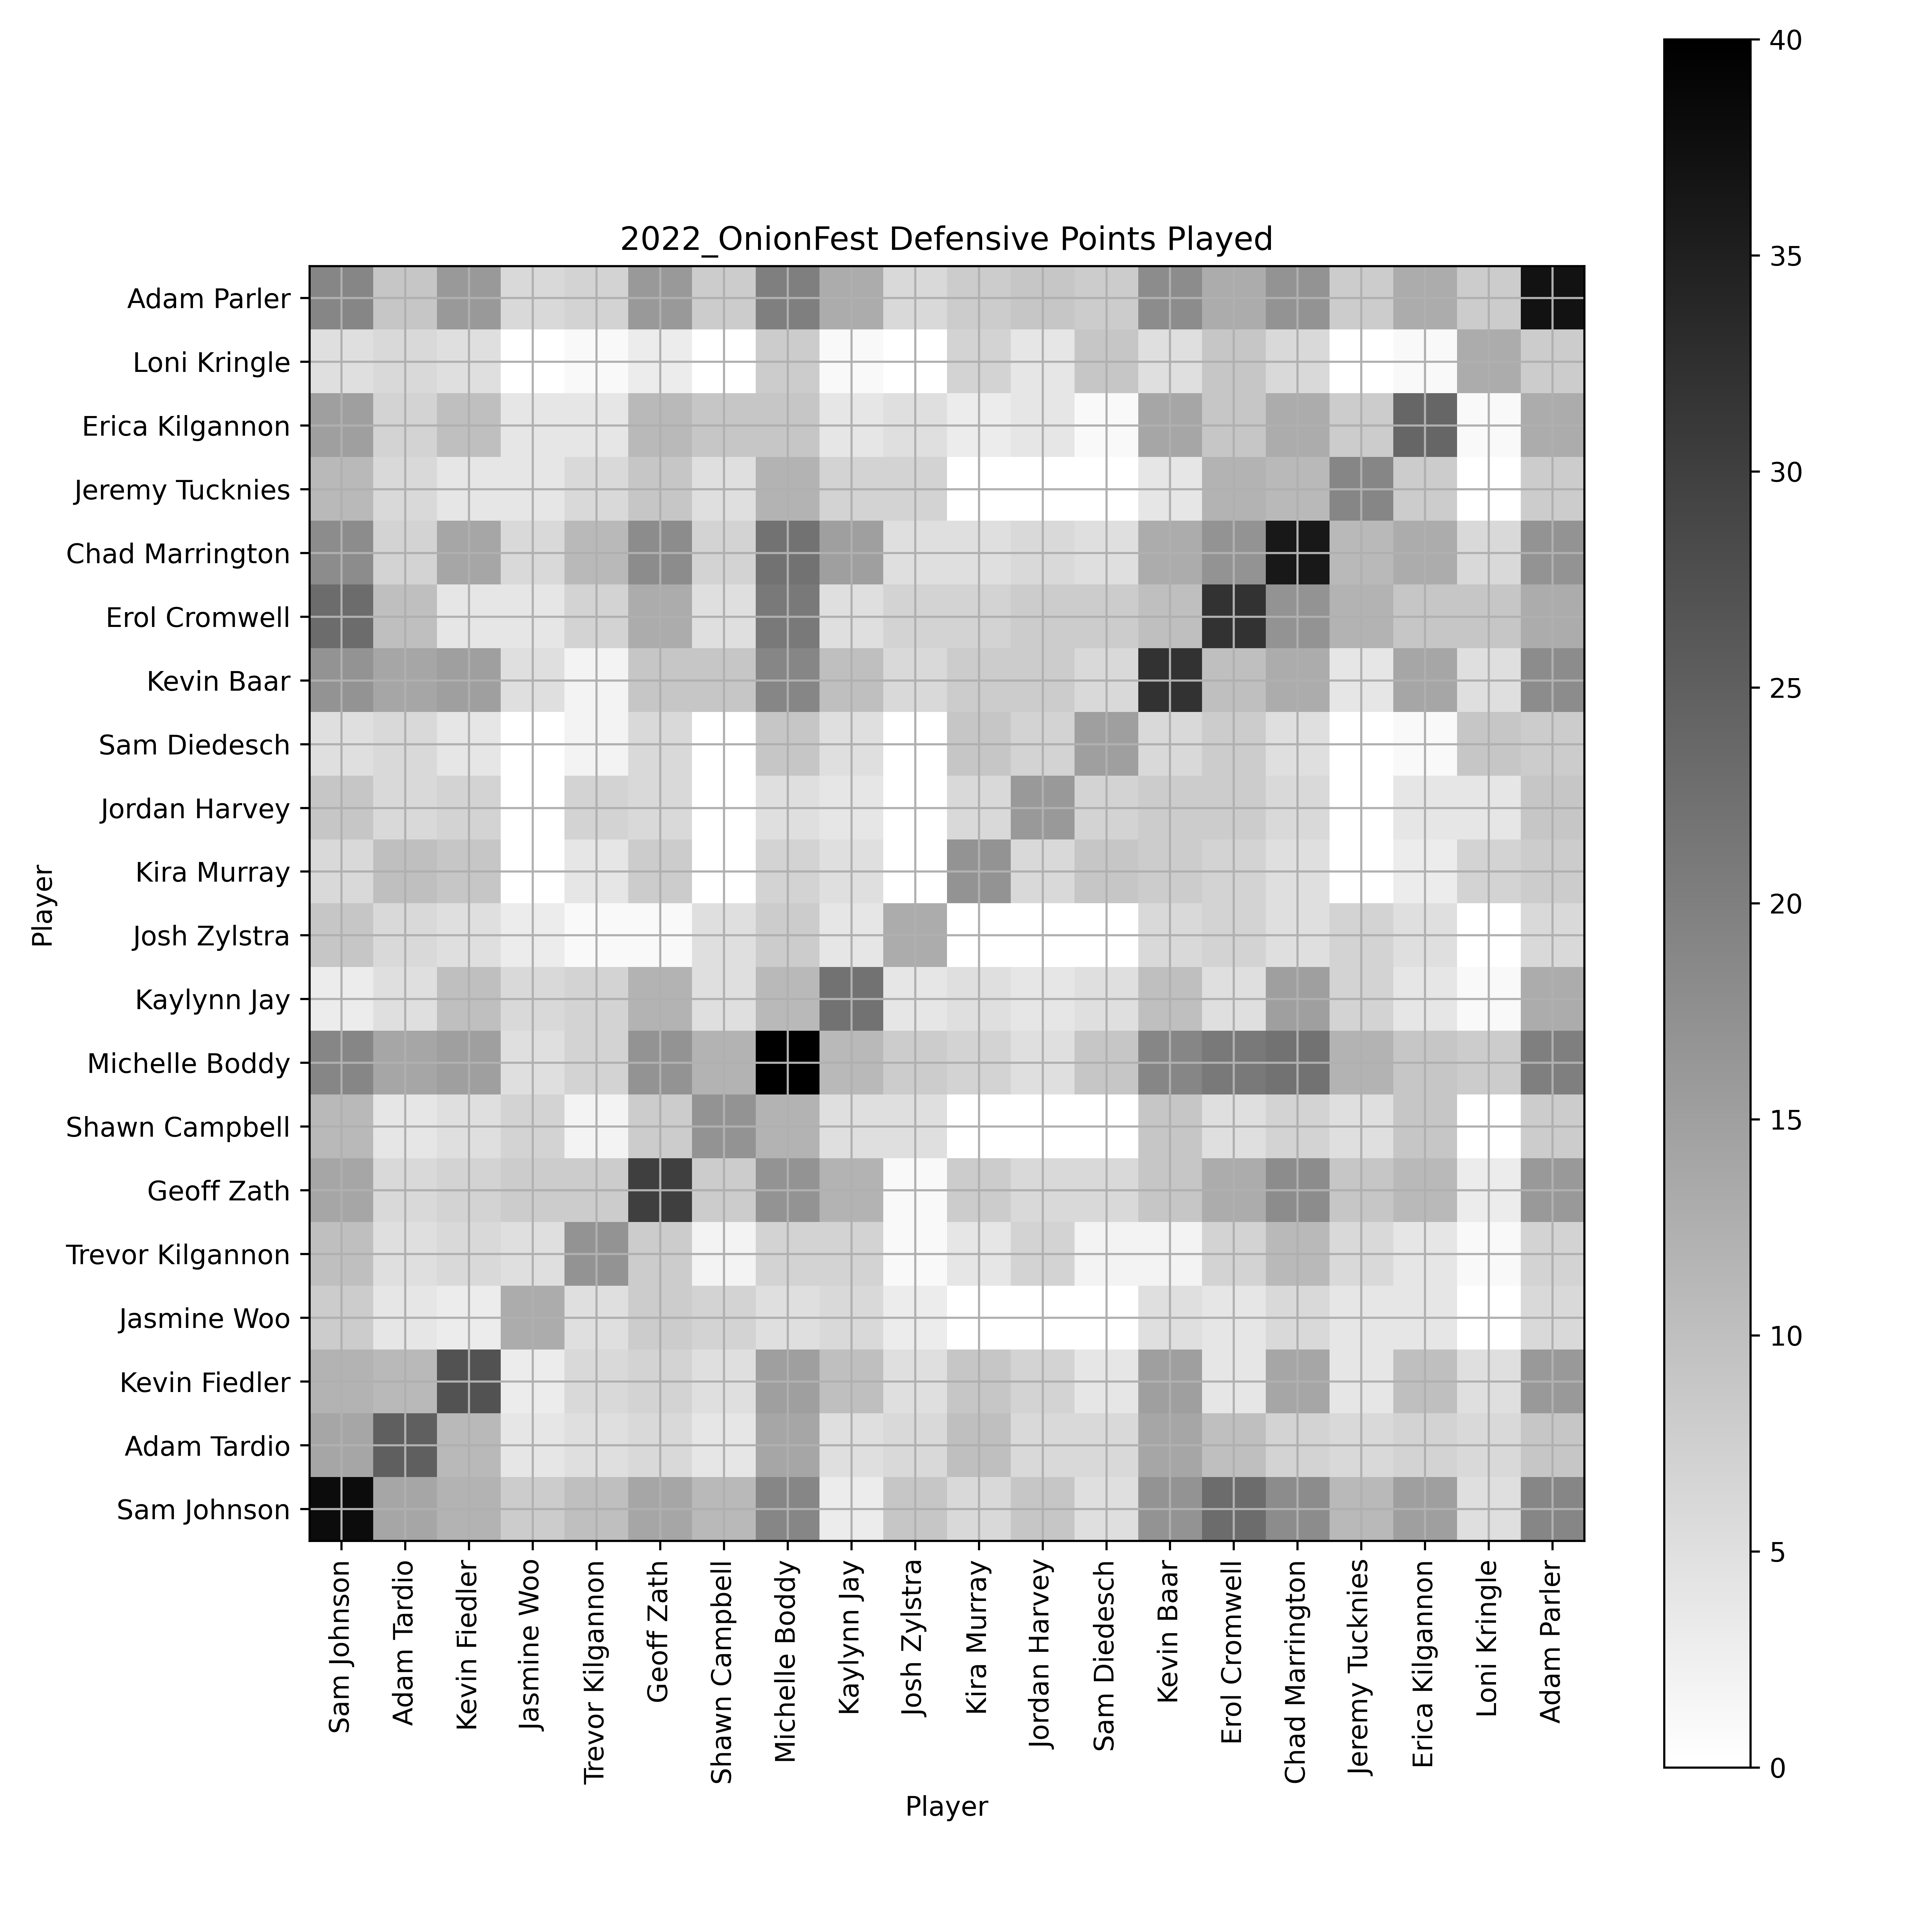 2022_OnionFest Defensive Points Played
Player
Adam Parler
Loni Kringle
Erica Kilgannon
Jeremy Tucknies
Chad Marrington
Erol Cromwell
Kevin Baar
Sam Diedesch
Jordan Harvey
Kira Murray
Josh Zylstra
Kaylynn Jay
Michelle Boddy
Shawn Campbell
Geoff Zath
Trevor Kilgannon
Jasmine Woo
Kevin Fiedler
Adam Tardio
Sam Johnson
Sam Johnson
Adam Tardio
Kevin Fiedler
Jasmine Woo
Trevor Kilgannon
Geoff Zath
Shawn Campbell
Michelle Boddy
Kaylynn Jay
Josh Zylstra
Kira Murray
Jordan Harvey
Sam Diedesch
Kevin Baar
Erol Cromwell
Chad Marrington
Jeremy Tucknies
Erica Kilgannon
Loni Kringle
Adam Parler
Player
40
35
30
25
20
15
10
5
0